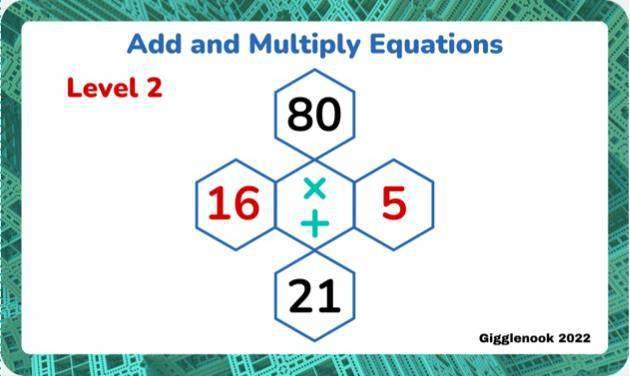 Add and Multiply Equations
Level 2
80
16 × 5
+
21
Gigglenook 2022